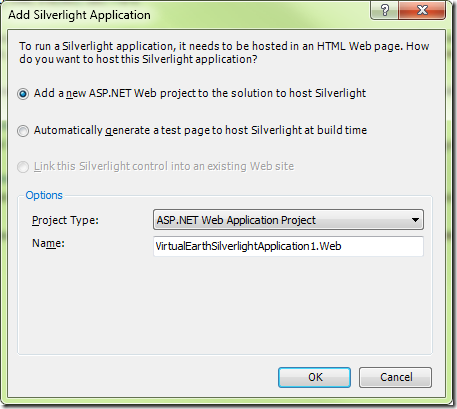 Add Silverlight Application
To run a Silverlight application, it needs to be hosted in an HTML Web page. How
do you want to host this Silverlight application?
Add a new ASP.NET Web project to the solution to host Silverlight
Automatically generate a test page to host Silverlight at build time
Link this Silverlight control into an existing Web site
Options
Project Type:
ASP.NET Web Application Project
Name:
VirtualEarthSilverlightApplication1.Web
OK
Cancel